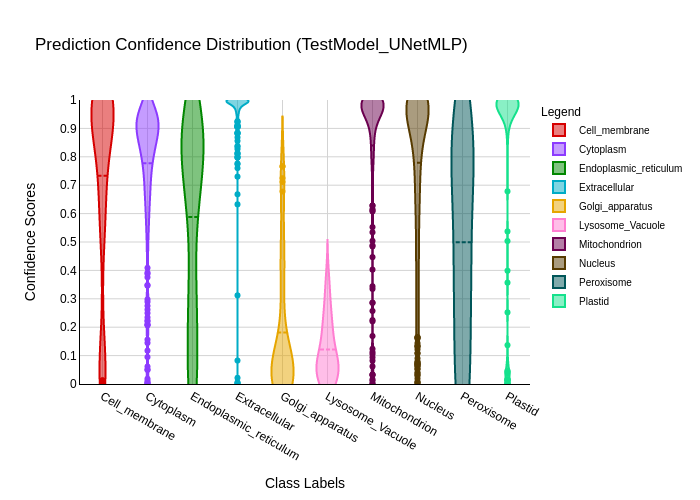 Prediction Confidence Distribution (TestModel_UNetMLP)
Legend
Cell_membrane
Cytoplasm
Endoplasmic_reticulum
Extracellular
Golgi_apparatus
Lysosome_Vacuole
Mitochondrion
Nucleus
Peroxisome
Plastid
Confidence Scores
1
0.9
0.8
0.7
0.6
0.5
0.4
0.3
0.2
0.1
0
Cell_membrane
Cytoplasm
Endoplasmic_reticulum
Extracellular
Golgi_apparatus
Lysosome_Vacuole
Mitochondrion
Nucleus
Peroxisome
Plastid
Class Labels